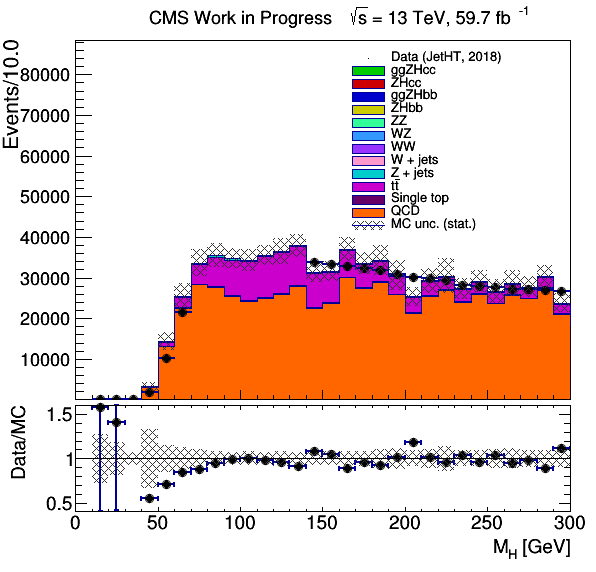 CMS Work in Progress √s = 13 TeV, 59.7 fb⁻¹
Events/10.0
80000
70000
60000
50000
40000
30000
20000
10000
Data (JetHT, 2018)
ggZHcc
ZHcc
ggZHbb
ZHbb
ZZ
WZ
WW
W + jets
Z + jets
tt̄
Single top
QCD
MC unc. (stat.)
Data/MC
1.5
1
0.5
0 50 100 150 200 250 300
M_H [GeV]